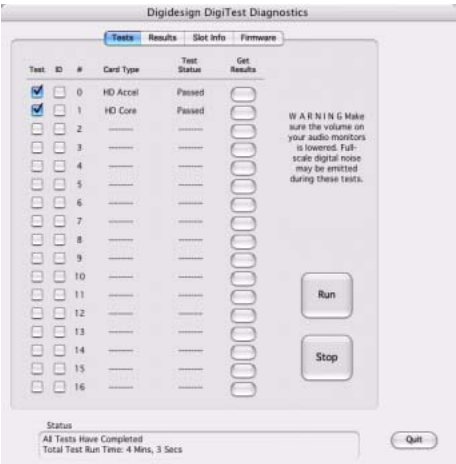 Digidesign DigiTest Diagnostics
Tests Results Slot Info Firmware
Test ID # Card Type Test Status Get Results
0 HD Accel Passed
1 HD Core Passed
2 -------- --------
3 -------- --------
4 -------- --------
5 -------- --------
6 -------- --------
7 -------- --------
8 -------- --------
9 -------- --------
10 -------- --------
11 -------- --------
12 -------- --------
13 -------- --------
14 -------- --------
15 -------- --------
16 -------- --------
W A R N I N G Make
sure the volume on
your audio monitors
is lowered. Full-
scale digital noise
may be emitted
during these tests.
Run
Stop
Status
All Tests Have Completed
Total Test Run Time: 4 Mins, 3 Secs
Quit